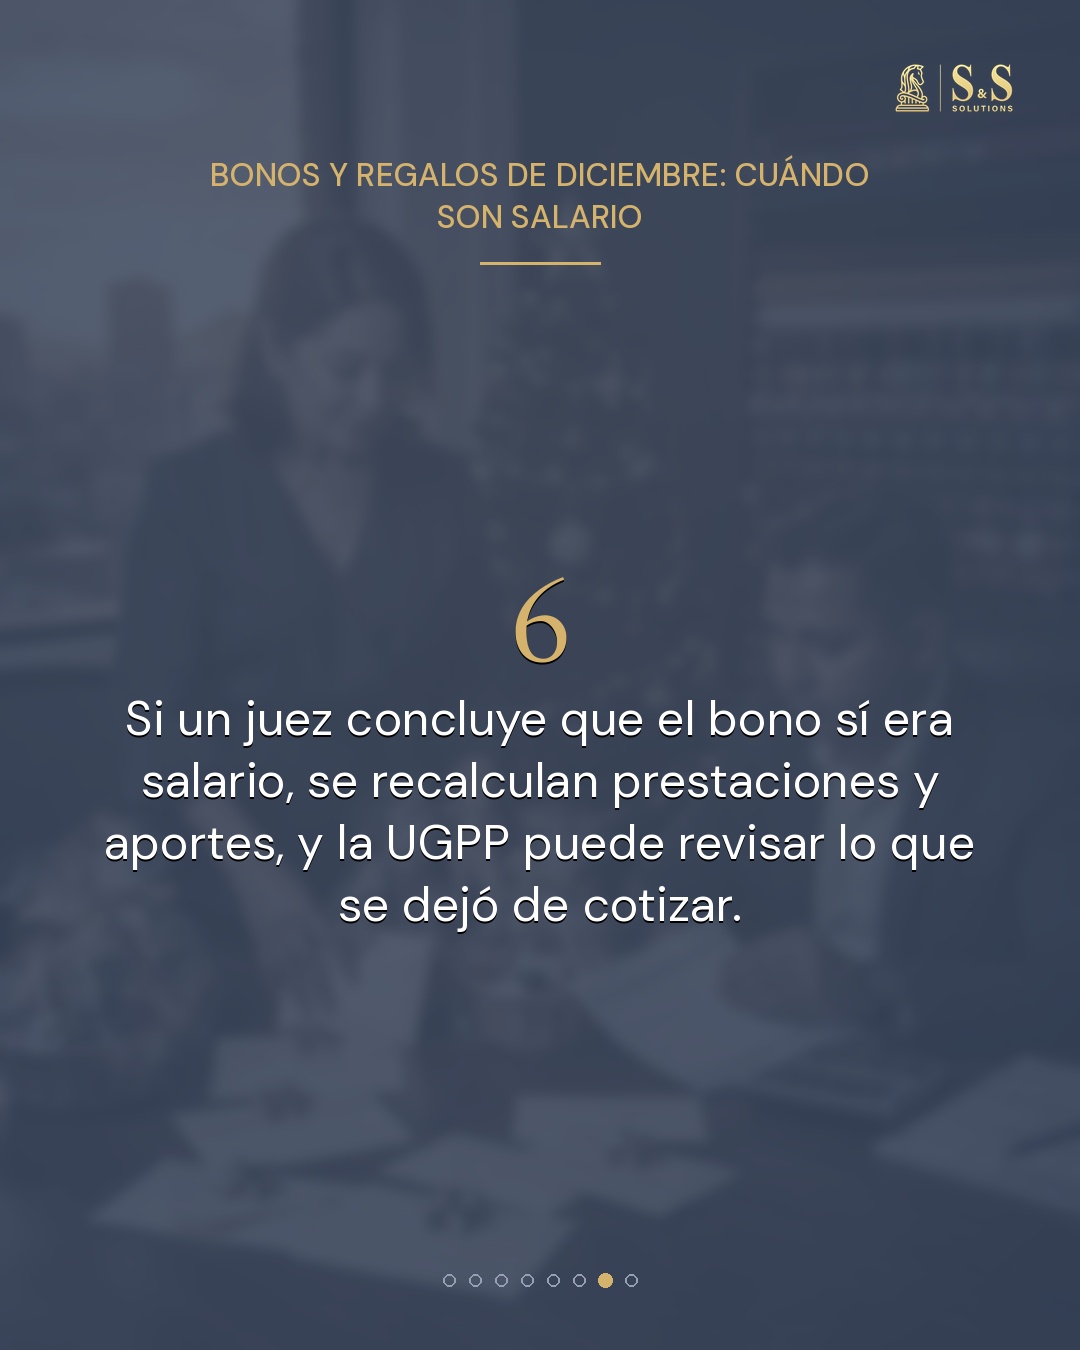 S&S
SOLUTIONS
BONOS Y REGALOS DE DICIEMBRE: CUÁNDO
SON SALARIO
6
Si un juez concluye que el bono sí era
salario, se recalculan prestaciones y
aportes, y la UGPP puede revisar lo que
se dejó de cotizar.